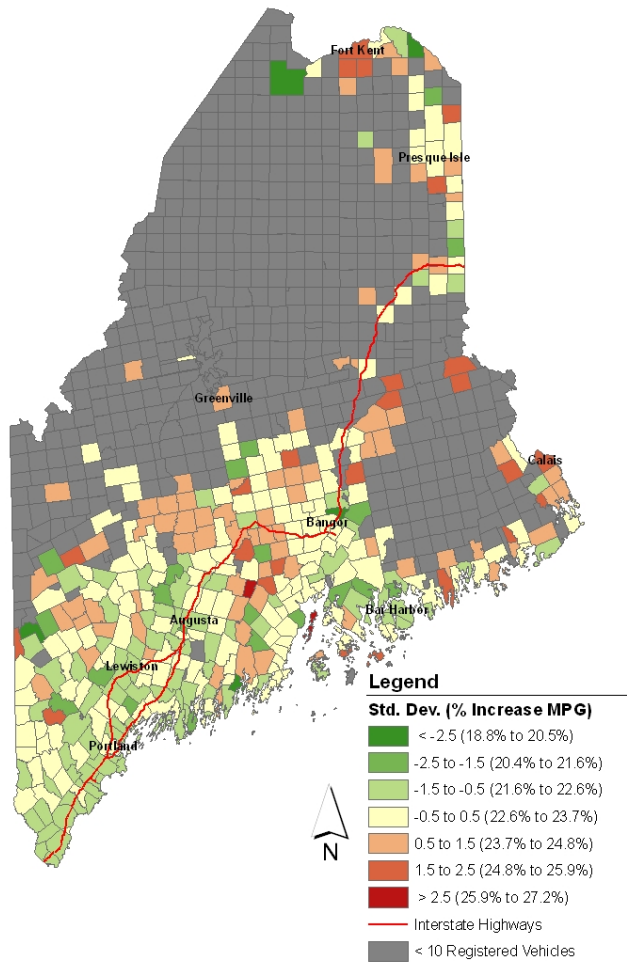 Fort Kent
Presque Isle
Greenville
Calais
Bangor
Bar Harbor
Augusta
Lewiston
Portland
N
Legend
Std. Dev. (% Increase MPG)
< -2.5 (18.8% to 20.5%)
-2.5 to -1.5 (20.4% to 21.6%)
-1.5 to -0.5 (21.6% to 22.6%)
-0.5 to 0.5 (22.6% to 23.7%)
0.5 to 1.5 (23.7% to 24.8%)
1.5 to 2.5 (24.8% to 25.9%)
> 2.5 (25.9% to 27.2%)
Interstate Highways
< 10 Registered Vehicles